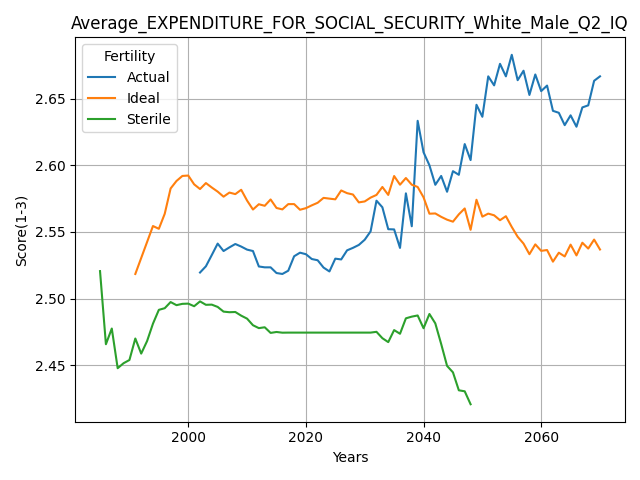 Average_EXPENDITURE_FOR_SOCIAL_SECURITY_White_Male_Q2_IQ
Fertility
Actual
Ideal
Sterile
Score(1-3)
2.65
2.60
2.55
2.50
2.45
2000
2020
2040
2060
Years